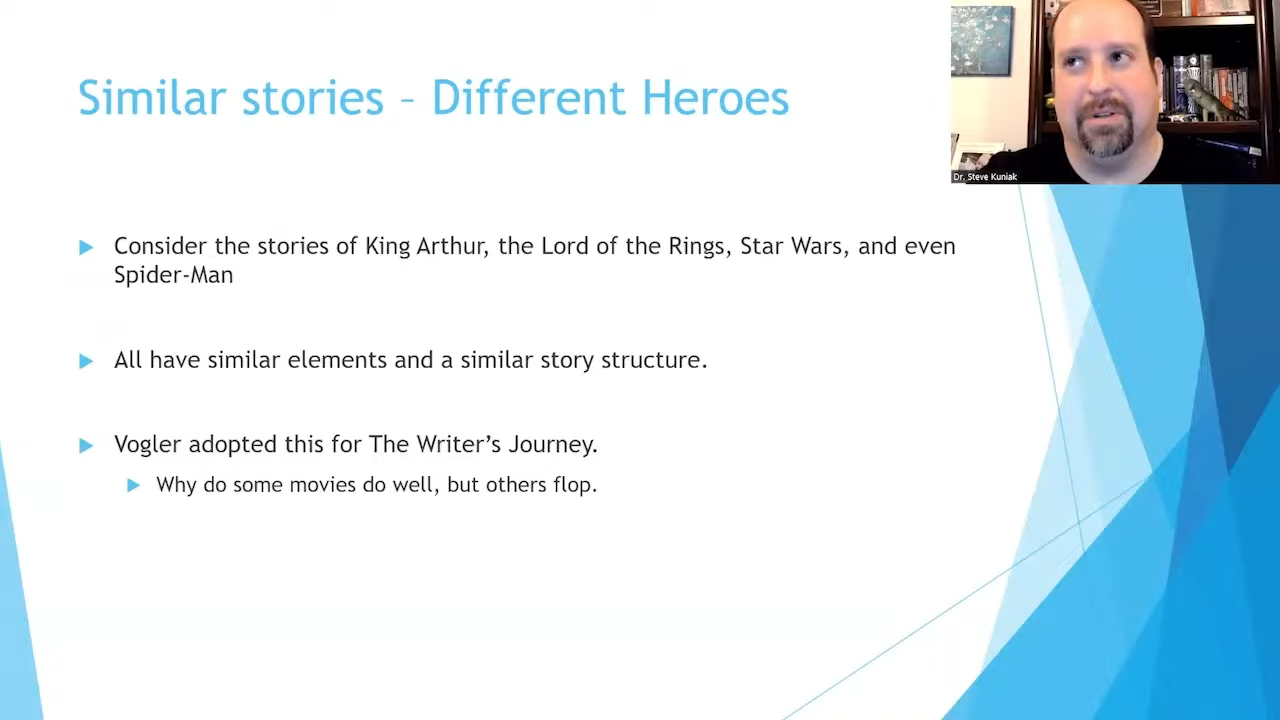 Similar stories – Different Heroes
Dr. Steve Kuniak
Consider the stories of King Arthur, the Lord of the Rings, Star Wars, and even
Spider-Man
All have similar elements and a similar story structure.
Vogler adopted this for The Writer’s Journey.
Why do some movies do well, but others flop.